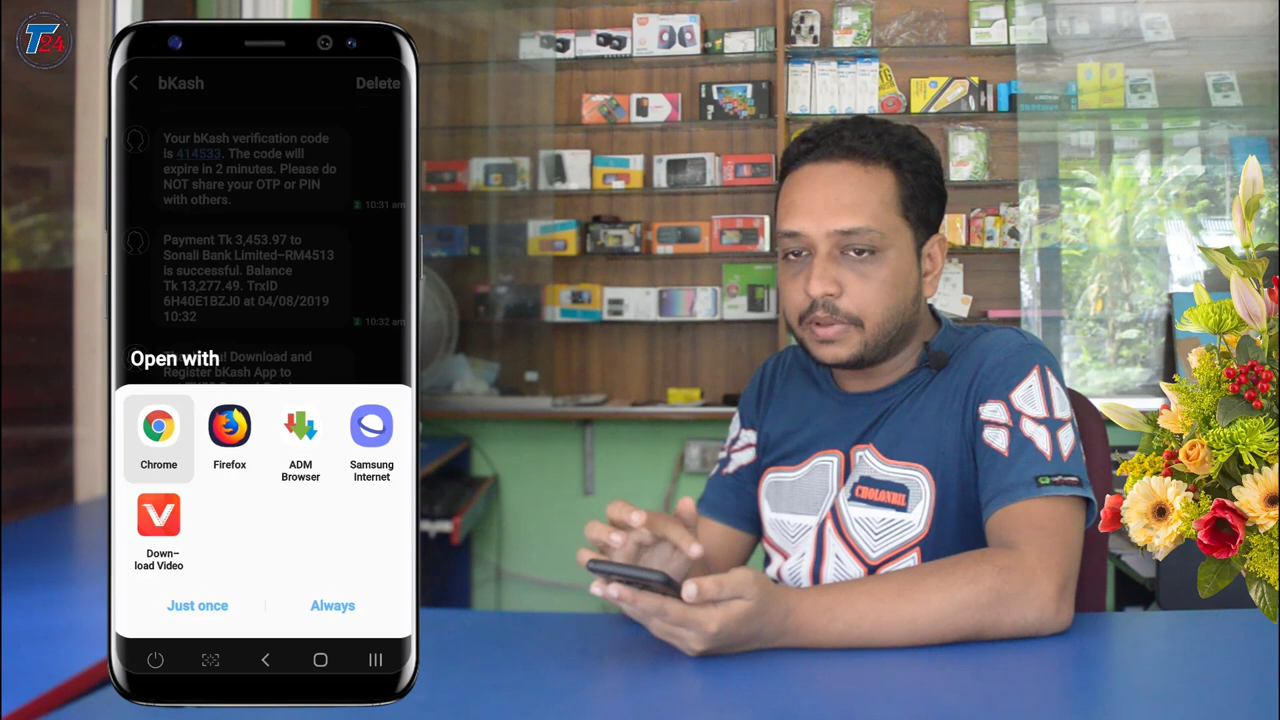 T24
bKash
Delete
Your bKash verification code
is 414533. The code will
expire in 2 minutes. Please do
NOT share your OTP or PIN
with others.
2 10:31 am
Payment Tk 3,453.97 to
Sonali Bank Limited-RM4513
is successful. Balance
Tk 13,277.49. TrxID
6H40E1BZJ0 at 04/08/2019
10:32
2 10:32 am
Download and
Register bKash App to
Open with
Chrome
Firefox
ADM
Browser
Samsung
Internet
Down-
load Video
Just once
Always
CHOLONBIL